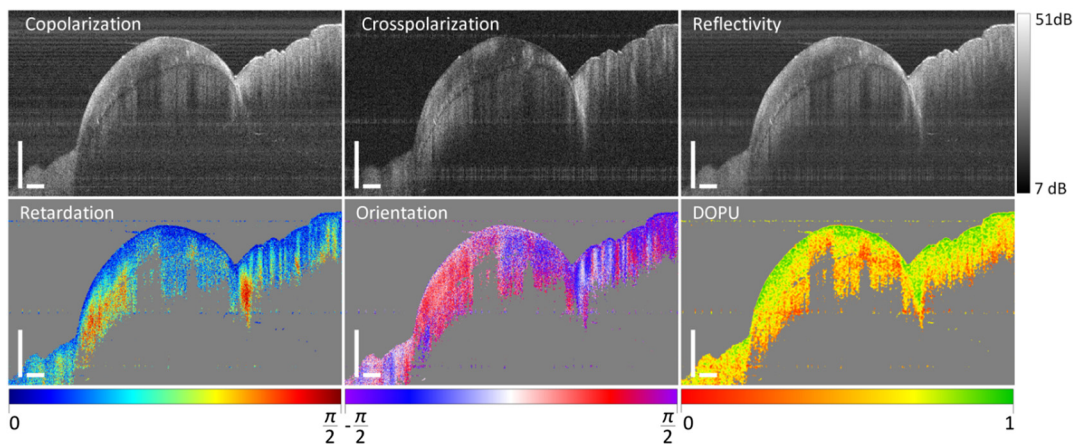 Copolarization
Crosspolarization
Reflectivity
51dB
7 dB
Retardation
Orientation
DOPU
0
π/2
-π/2
π/2
0
1